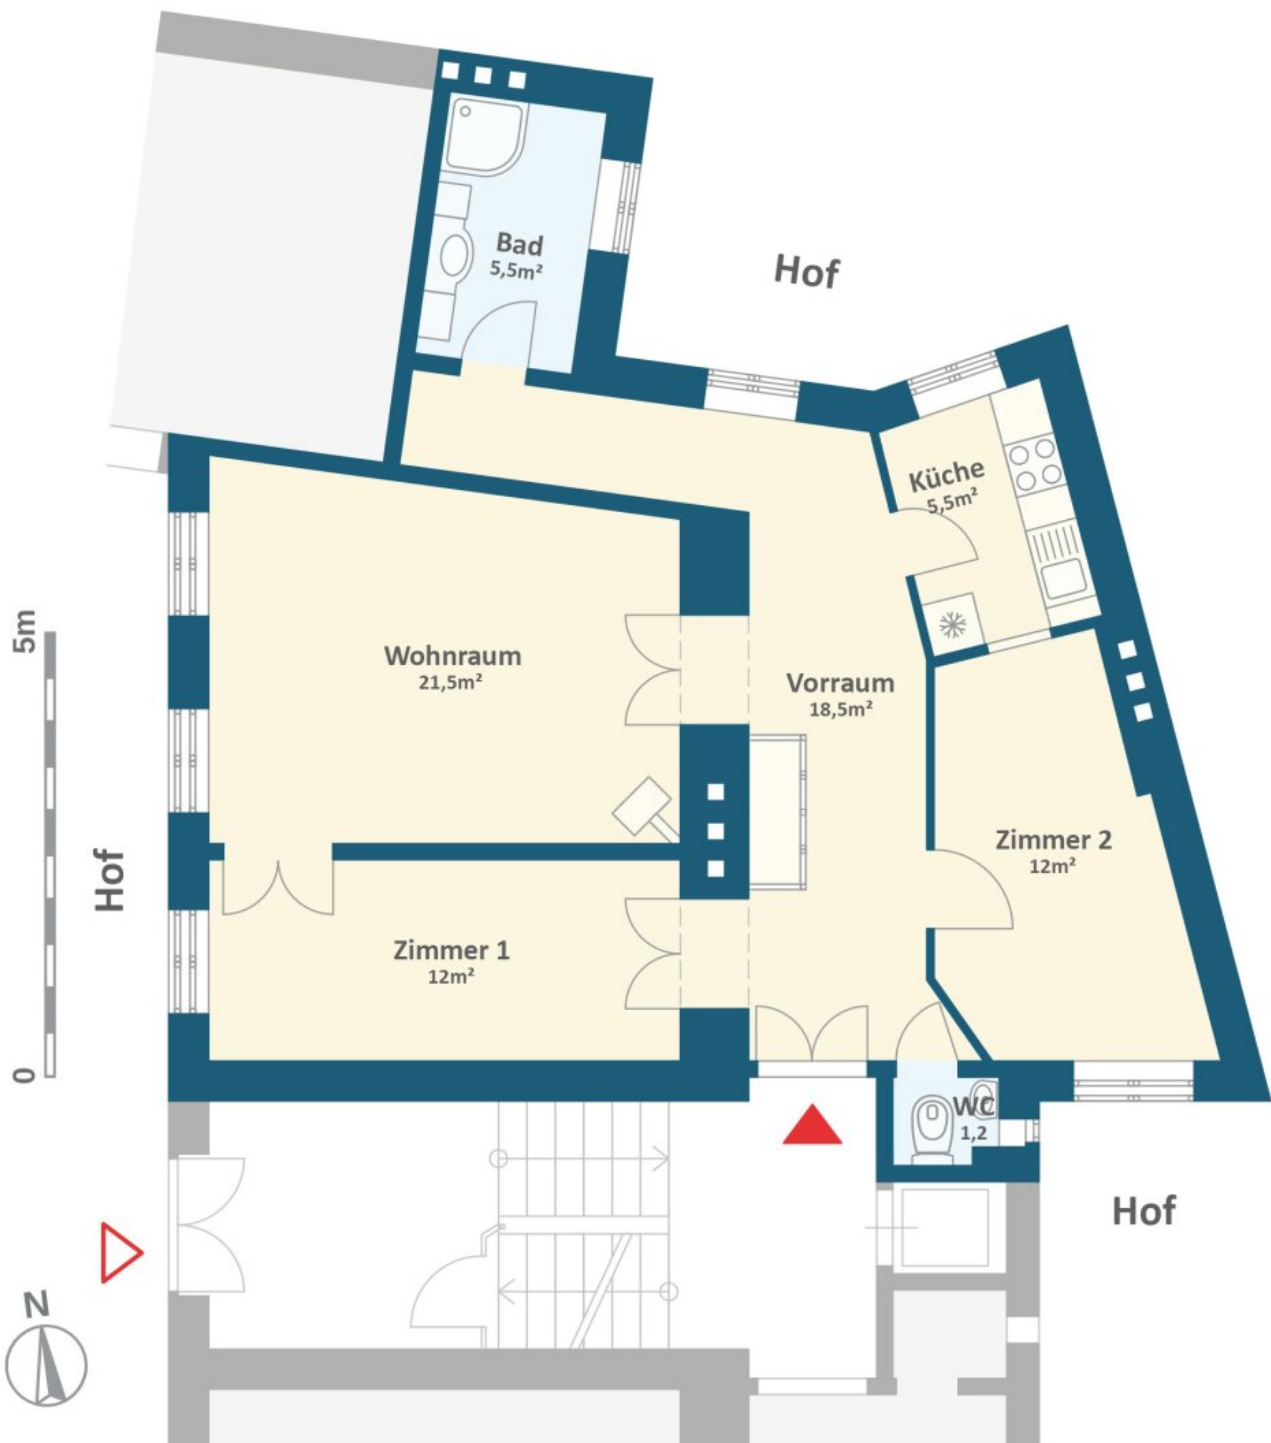 Bad
5,5m²
Hof
Küche
5,5m²
5m
Wohnraum
21,5m²
Vorraum
18,5m²
Zimmer 2
12m²
Hof
Zimmer 1
12m²
0
WC
1,2
Hof
N